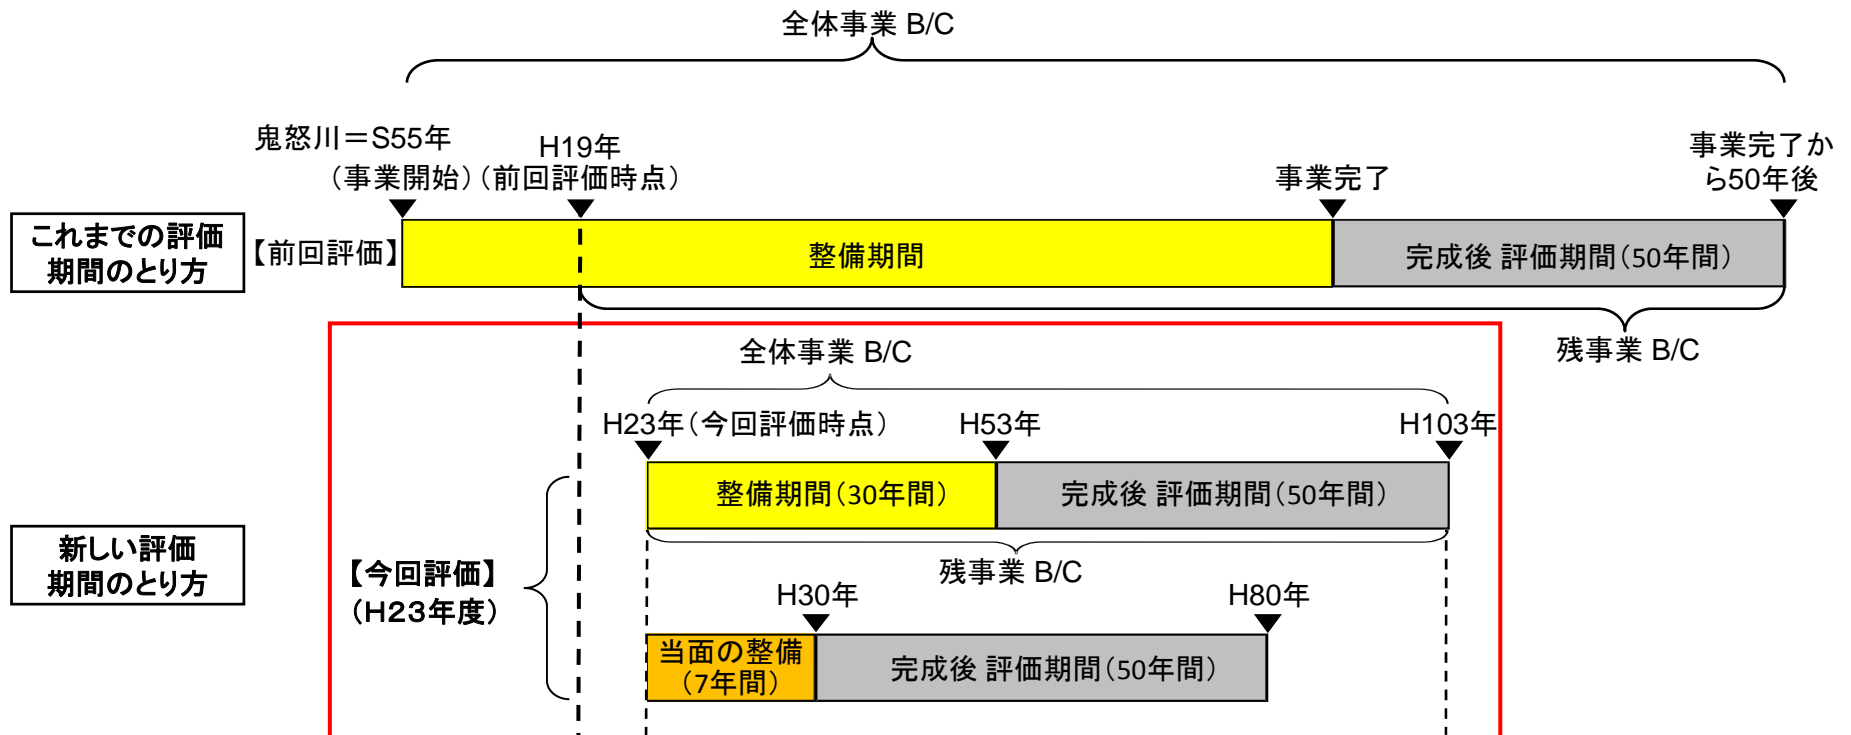 全体事業 B/C
鬼怒川＝S55年
（事業開始）
H19年
（前回評価時点）
事業完了
事業完了か
ら50年後
これまでの評価
期間のとり方
【前回評価】
整備期間
完成後 評価期間（50年間）
残事業 B/C
全体事業 B/C
H23年（今回評価時点）
H53年
H103年
整備期間（30年間）
完成後 評価期間（50年間）
残事業 B/C
新しい評価
期間のとり方
【今回評価】
（H23年度）
H30年
H80年
当面の整備
（7年間）
完成後 評価期間（50年間）